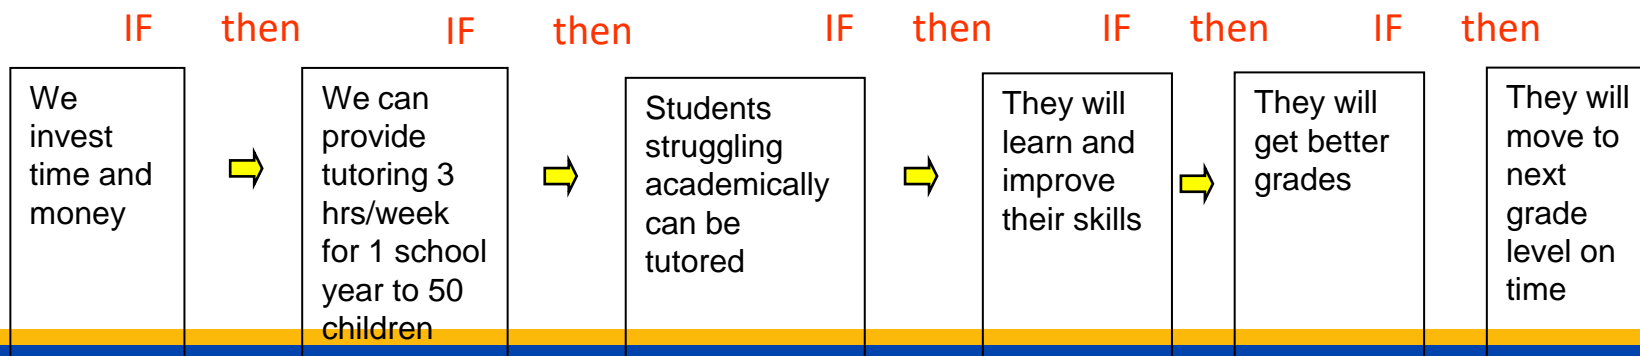 IF then IF then IF then IF then IF then
We
invest
time and
money
We can
provide
tutoring 3
hrs/week
for 1 school
year to 50
children
Students
struggling
academically
can be
tutored
They will
learn and
improve
their skills
They will
get better
grades
They will
move to
next
grade
level on
time